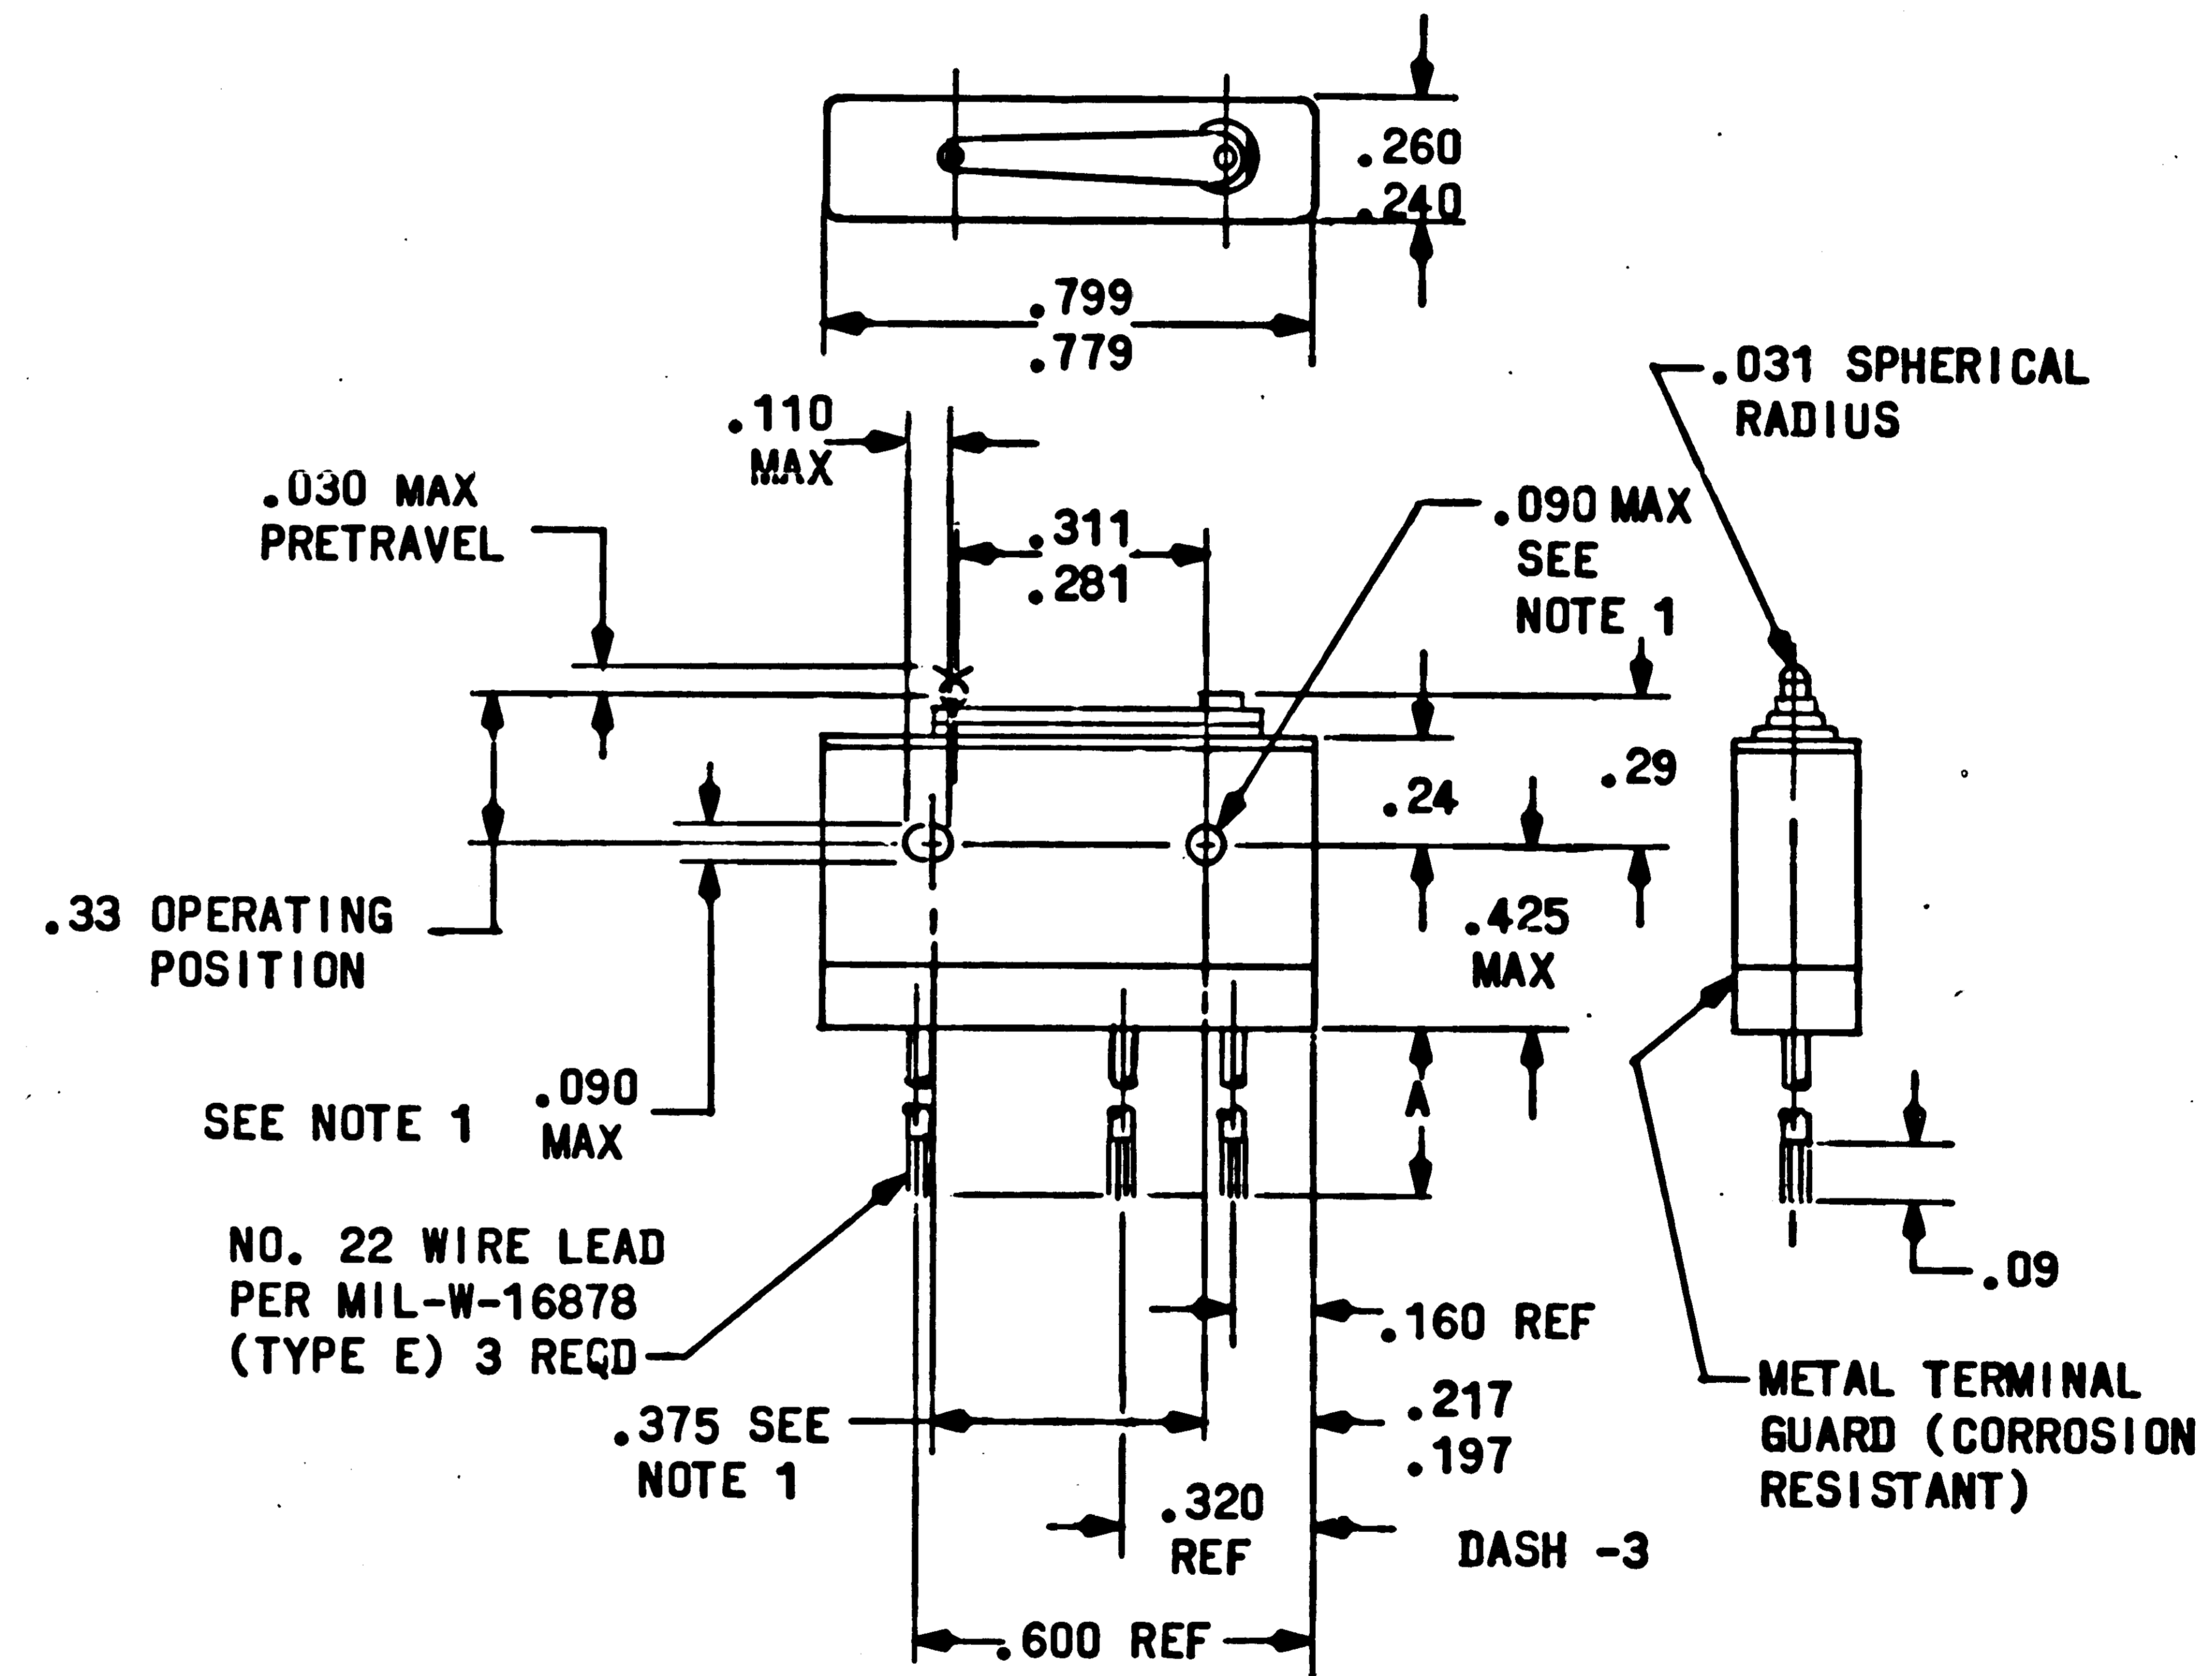 .260
.240
.799
.779
.031 SPHERICAL
RADIUS
.110
MAX
.030 MAX
PRETRAVEL
.311
.281
.090 MAX
SEE
NOTE 1
.29
.24
.33 OPERATING
POSITION
.425
MAX
SEE NOTE 1
.090
MAX
A
NO. 22 WIRE LEAD
PER MIL-W-16878
(TYPE E) 3 REQD
.09
.160 REF
.375 SEE
NOTE 1
.217
.197
METAL TERMINAL
GUARD (CORROSION
RESISTANT)
.320
REF
DASH -3
.600 REF